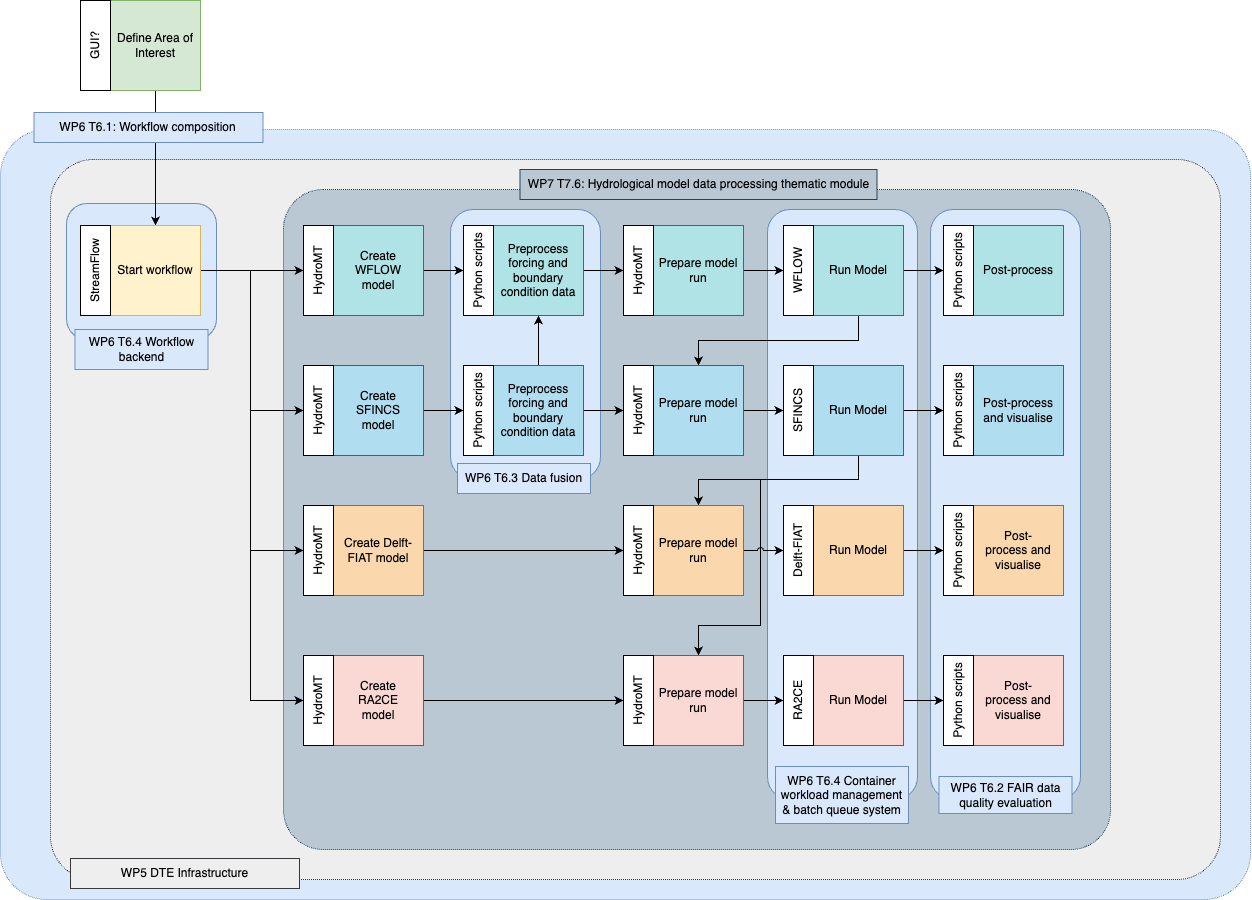 GUI?
Define Area of
Interest
WP6 T6.1: Workflow composition
WP7 T7.6: Hydrological model data processing thematic module
StreamFlow
Start workflow
WP6 T6.4 Workflow
backend
HydroMT
Create
WFLOW
model
Python scripts
Preprocess
forcing and
boundary
condition data
HydroMT
Prepare model
run
WFLOW
Run Model
Python scripts
Post-process
HydroMT
Create
SFINCS
model
Python scripts
Preprocess
forcing and
boundary
condition data
HydroMT
Prepare model
run
SFINCS
Run Model
Python scripts
Post-process
and visualise
WP6 T6.3 Data fusion
HydroMT
Create Delft-
FIAT model
HydroMT
Prepare model
run
Delft-FIAT
Run Model
Python scripts
Post-
process and
visualise
HydroMT
Create
RA2CE
model
HydroMT
Prepare model
run
RA2CE
Run Model
Python scripts
Post-
process and
visualise
WP6 T6.4 Container
workload management
& batch queue system
WP6 T6.2 FAIR data
quality evaluation
WP5 DTE Infrastructure